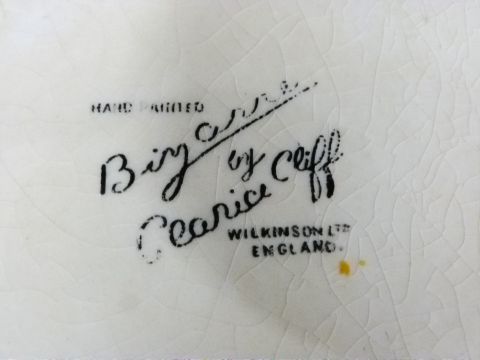 HAND PAINTED
Bizarre
by
Clarice Cliff
WILKINSON LTD
ENGLAND.